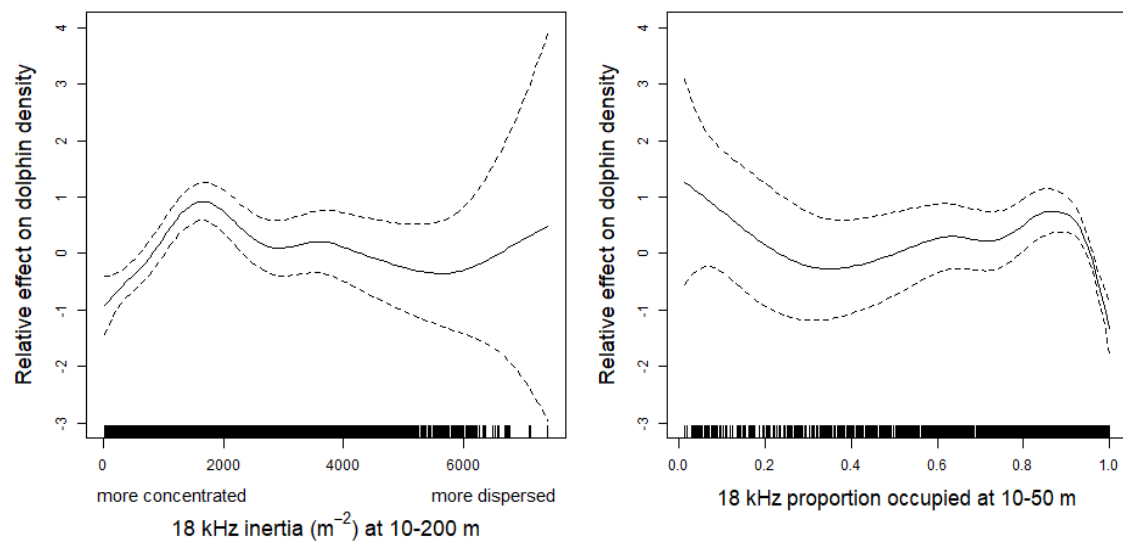 Relative effect on dolphin density
4
3
2
1
0
-1
-2
-3
0 2000 4000 6000
more concentrated more dispersed
18 kHz inertia (m⁻²) at 10-200 m
Relative effect on dolphin density
4
3
2
1
0
-1
-2
-3
0.0 0.2 0.4 0.6 0.8 1.0
18 kHz proportion occupied at 10-50 m